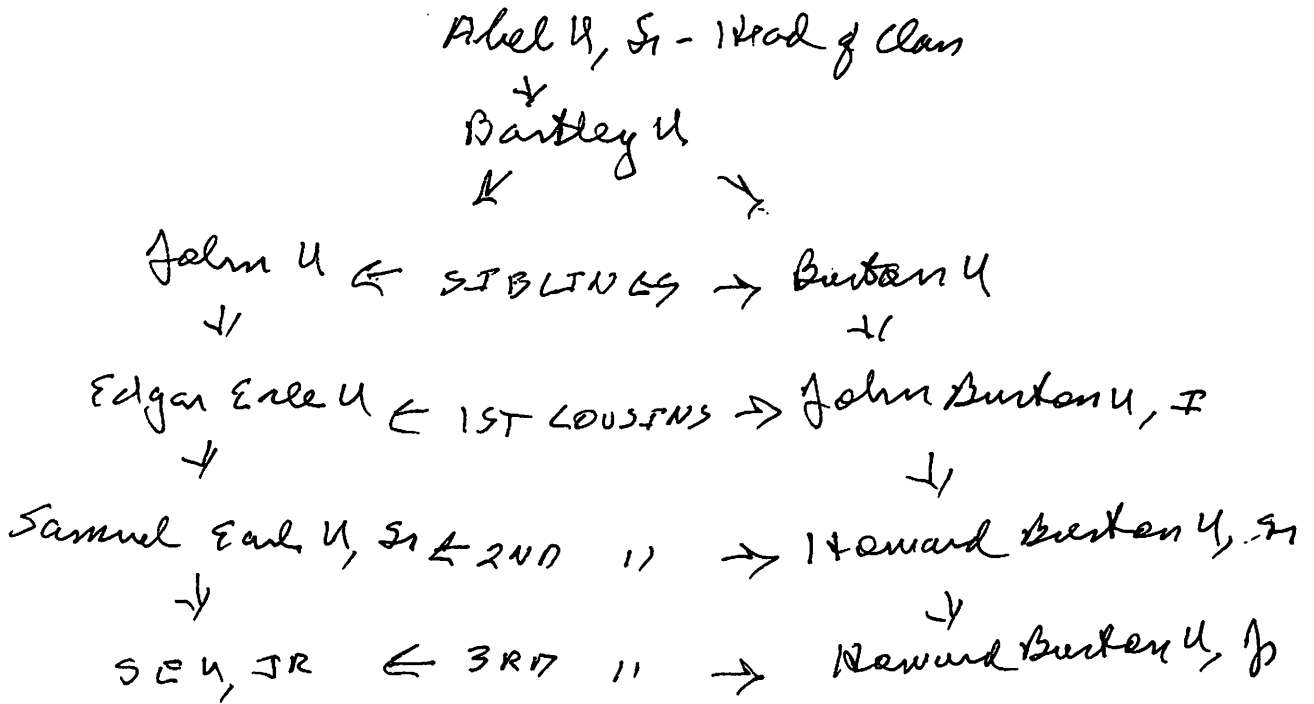 Abel U, Sr - Head of Clan
↓
Bartley U
↙ ↘
John U ← SIBLINGS → Burton U
↓ ↓
Edgar Erle U ← 1ST COUSINS → John Burton U, I
↓ ↓
Samuel Earl U, Sr ← 2ND " → Howard Burton U, Sr
↓ ↓
SEU, JR ← 3RD " → Howard Burton U, Jr